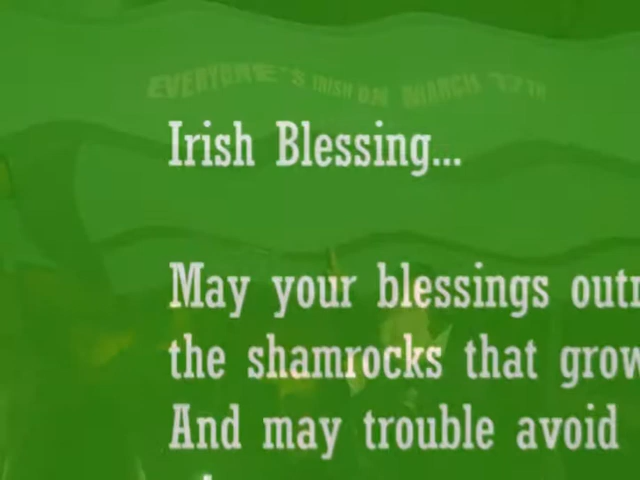 EVERYONE'S IRISH ON MARCH 17TH
Irish Blessing...
May your blessings outn
the shamrocks that grow
And may trouble avoid